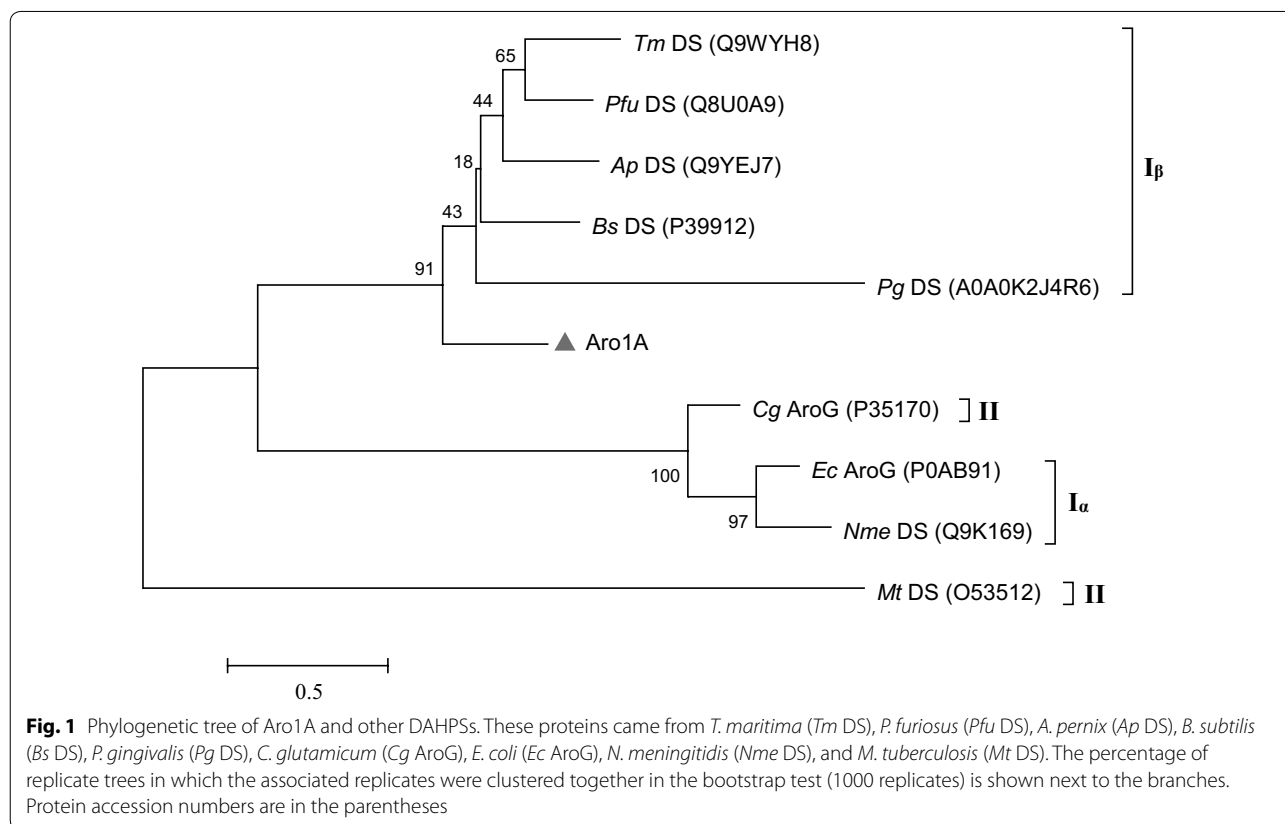 Tm DS (Q9WYH8)
65
Pfu DS (Q8U0A9)
44
Ap DS (Q9YEJ7)
Iβ
18
Bs DS (P39912)
43
Pg DS (A0A0K2J4R6)
91
Aro1A
Cg AroG (P35170)
II
Ec AroG (P0AB91)
100
Iα
97
Nme DS (Q9K169)
Mt DS (O53512)
II
0.5
Fig. 1 Phylogenetic tree of Aro1A and other DAHPSs. These proteins came from T. maritima (Tm DS), P. furiosus (Pfu DS), A. pernix (Ap DS), B. subtilis
(Bs DS), P. gingivalis (Pg DS), C. glutamicum (Cg AroG), E. coli (Ec AroG), N. meningitidis (Nme DS), and M. tuberculosis (Mt DS). The percentage of
replicate trees in which the associated replicates were clustered together in the bootstrap test (1000 replicates) is shown next to the branches.
Protein accession numbers are in the parentheses